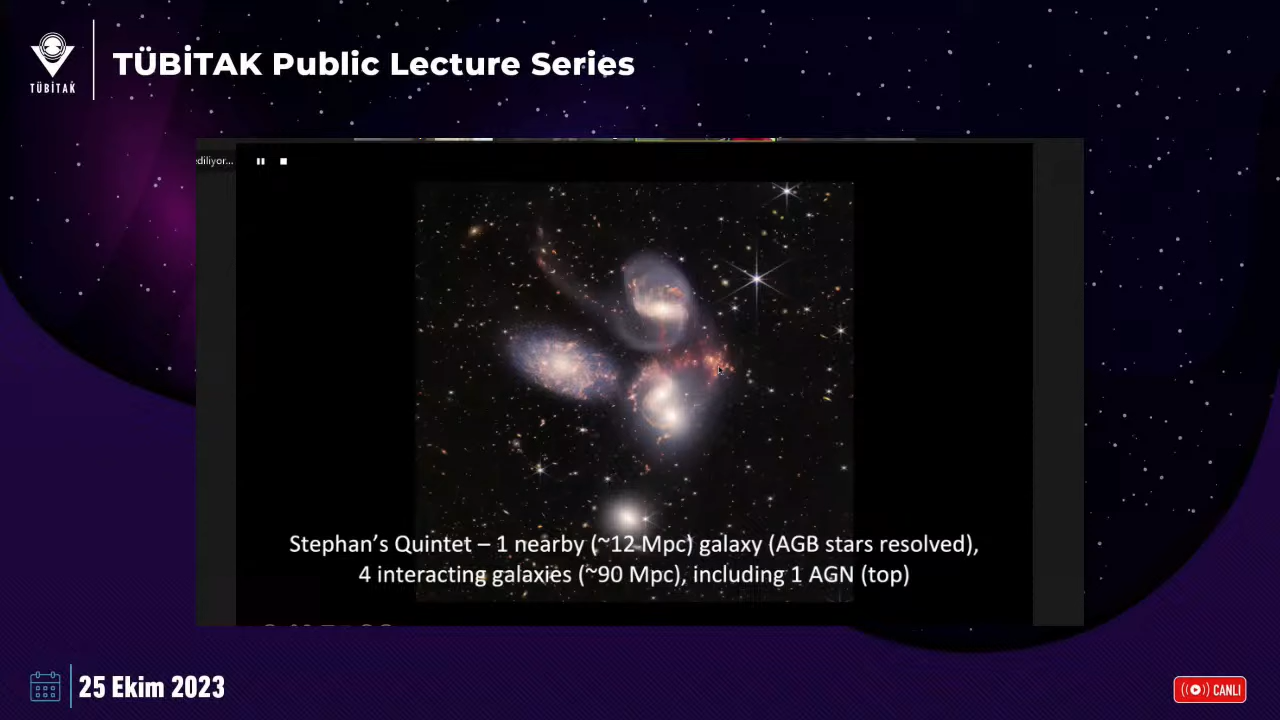 TÜBİTAK
TÜBİTAK Public Lecture Series
ediliyor...
Stephan's Quintet – 1 nearby (~12 Mpc) galaxy (AGB stars resolved),
4 interacting galaxies (~90 Mpc), including 1 AGN (top)
25 Ekim 2023
CANLI